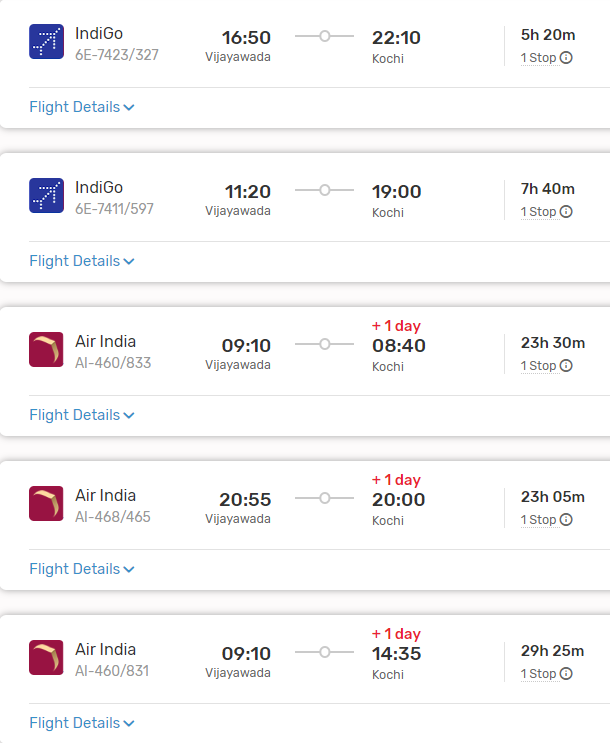 IndiGo 16:50 22:10 5h 20m
6E-7423/327 Vijayawada Kochi 1 Stop
Flight Details
IndiGo 11:20 19:00 7h 40m
6E-7411/597 Vijayawada Kochi 1 Stop
Flight Details
+ 1 day
Air India 09:10 08:40 23h 30m
AI-460/833 Vijayawada Kochi 1 Stop
Flight Details
+ 1 day
Air India 20:55 20:00 23h 05m
AI-468/465 Vijayawada Kochi 1 Stop
Flight Details
+ 1 day
Air India 09:10 14:35 29h 25m
AI-460/831 Vijayawada Kochi 1 Stop
Flight Details